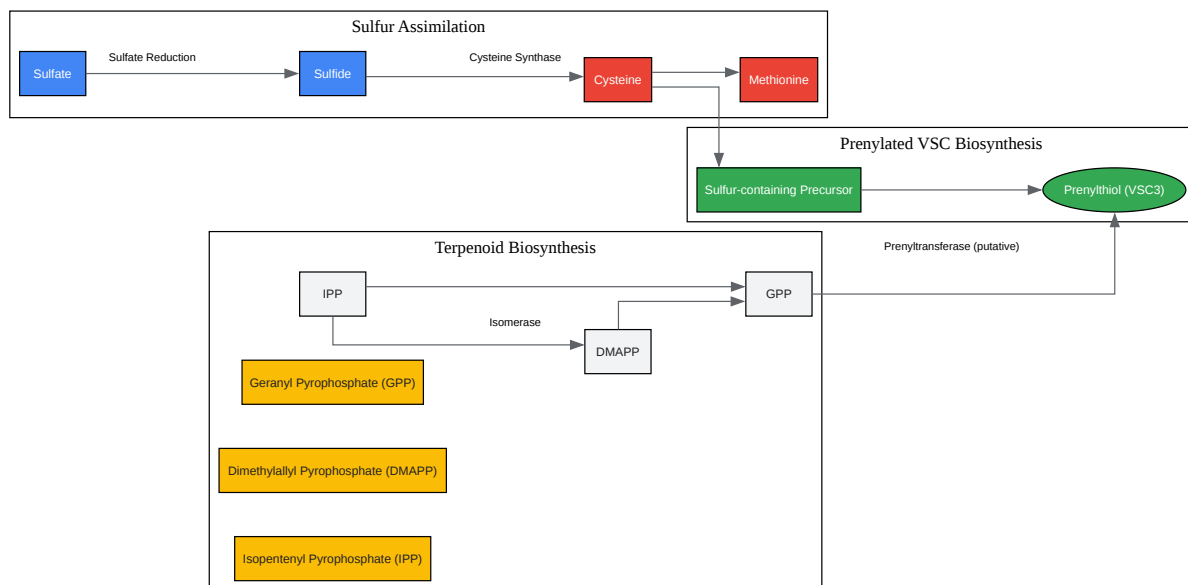 Sulfur Assimilation
Sulfate
Sulfate Reduction
Sulfide
Cysteine Synthase
Cysteine
Methionine
Prenylated VSC Biosynthesis
Sulfur-containing Precursor
Prenylthiol (VSC3)
Prenyltransferase (putative)
Terpenoid Biosynthesis
IPP
GPP
Isomerase
DMAPP
Geranyl Pyrophosphate (GPP)
Dimethylallyl Pyrophosphate (DMAPP)
Isopentenyl Pyrophosphate (IPP)